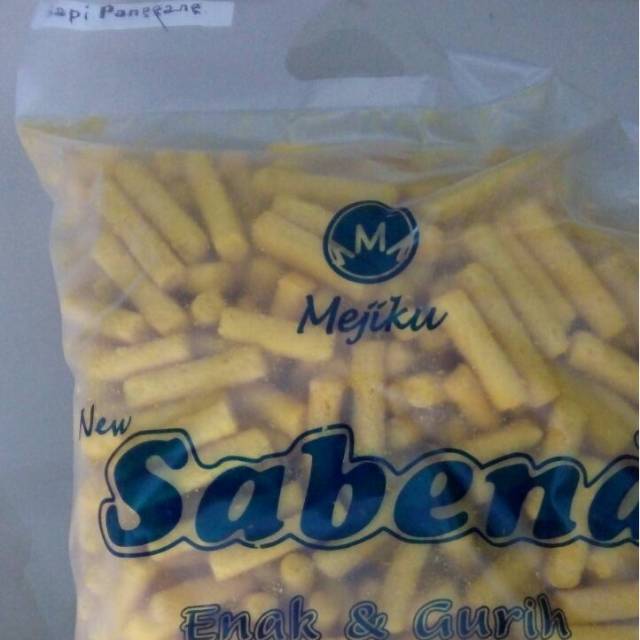 Sapi Panggang
M
Mejiku
New
Sabena
Enak & Gurih